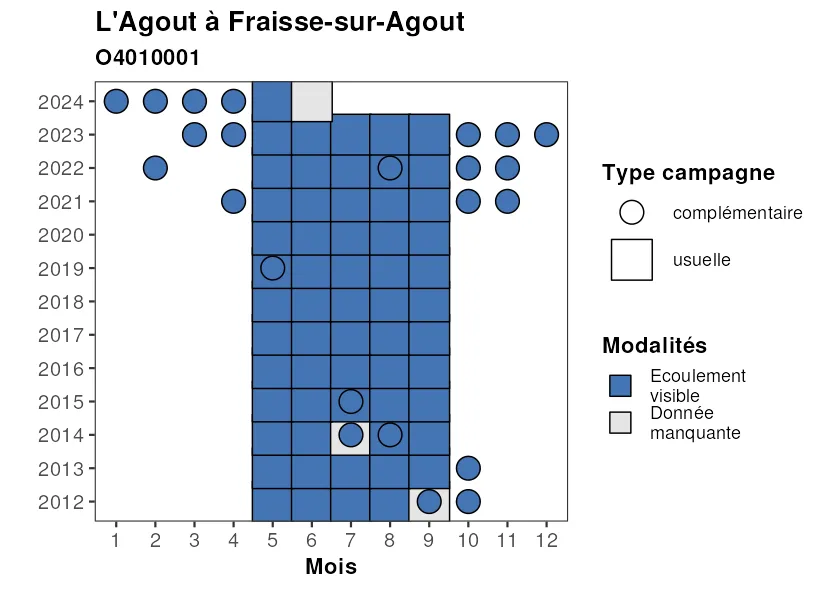 L'Agout à Fraisse-sur-Agout
O4010001
2024
2023
2022
2021
2020
2019
2018
2017
2016
2015
2014
2013
2012
1 2 3 4 5 6 7 8 9 10 11 12
Mois
Type campagne
complémentaire
usuelle
Modalités
Ecoulement
visible
Donnée
manquante